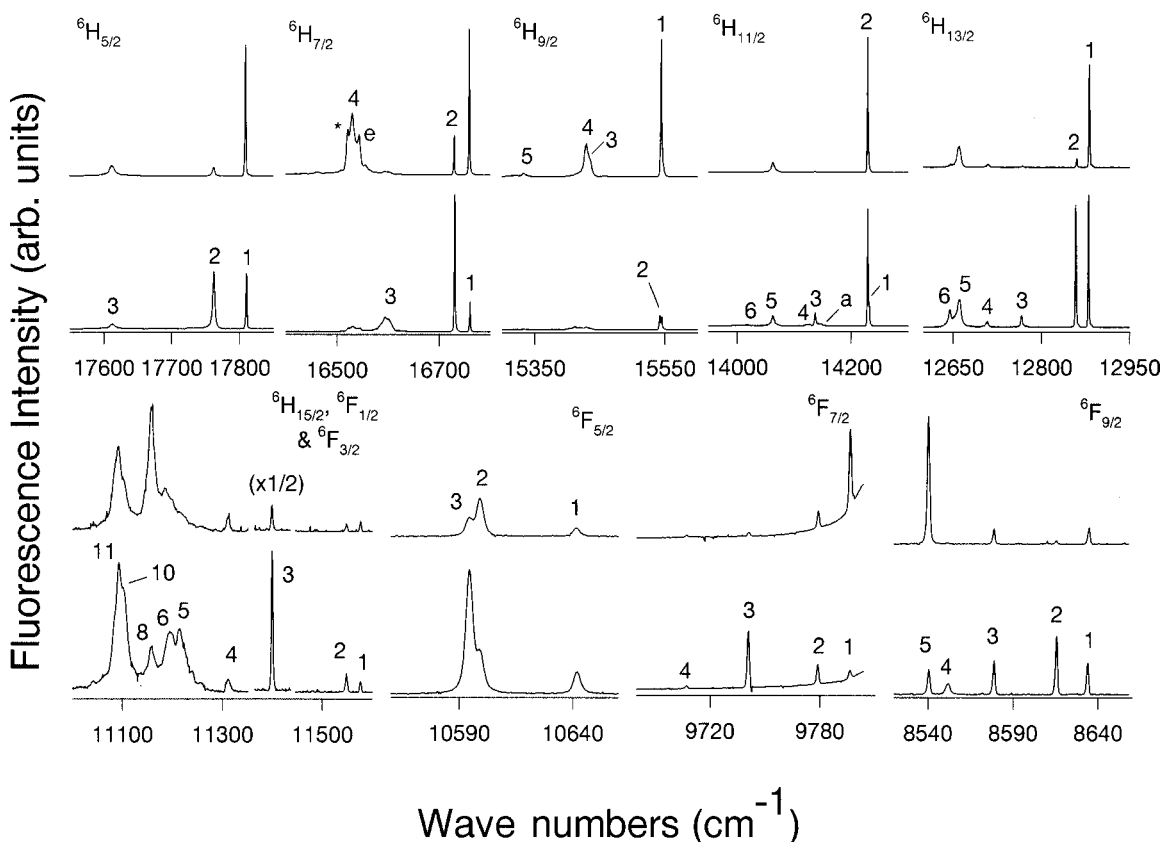 ⁶H₅/₂
⁶H₇/₂
⁶H₉/₂
⁶H₁₁/₂
⁶H₁₃/₂
* 4 e 2
5 4 3 1
2
2 1
3 2 1
3 2 1
2
6 5 4 3 a 1
6 5 4 3
17600 17700 17800
16500 16700
15350 15550
14000 14200
12650 12800 12950
⁶H₁₅/₂, ⁶F₁/₂
& ⁶F₃/₂
(x1/2)
⁶F₅/₂
⁶F₇/₂
⁶F₉/₂
3 2 1
11 10 8 6 5 4 3 2 1
4 3 2 1
5 4 3 2 1
11100 11300 11500
10590 10640
9720 9780
8540 8590 8640
Fluorescence Intensity (arb. units)
Wave numbers (cm⁻¹)